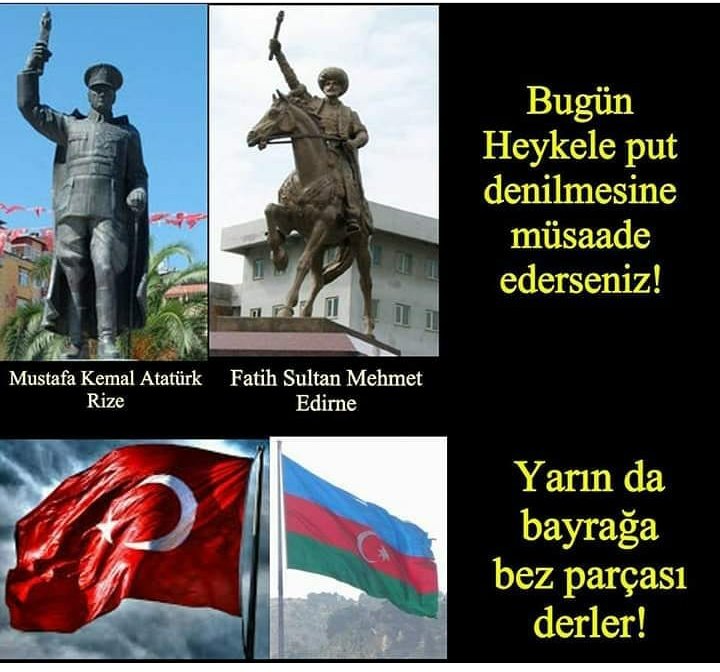 Bugün
Heykele put
denilmesine
müsaade
ederseniz!
Mustafa Kemal Atatürk
Rize
Fatih Sultan Mehmet
Edirne
Yarın da
bayrağa
bez parçası
derler!